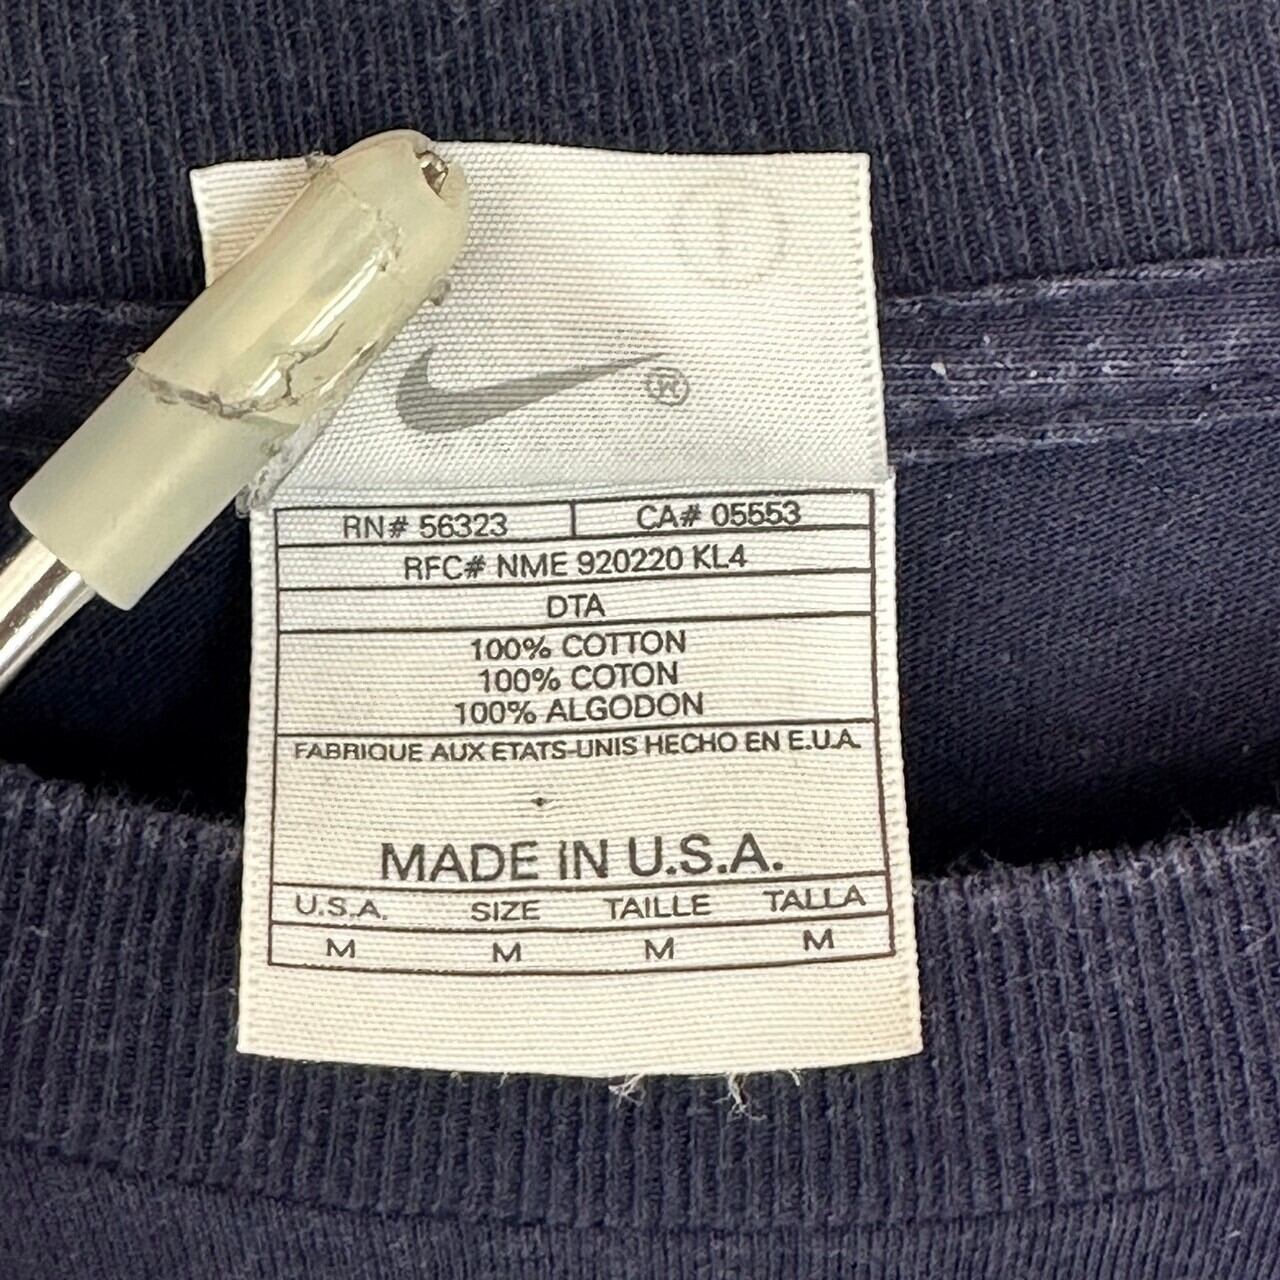 ®
RN# 56323 CA# 05553
RFC# NME 920220 KL4
DTA
100% COTTON
100% COTON
100% ALGODON
FABRIQUE AUX ETATS-UNIS HECHO EN E.U.A.
MADE IN U.S.A.
U.S.A. SIZE TAILLE TALLA
M M M M